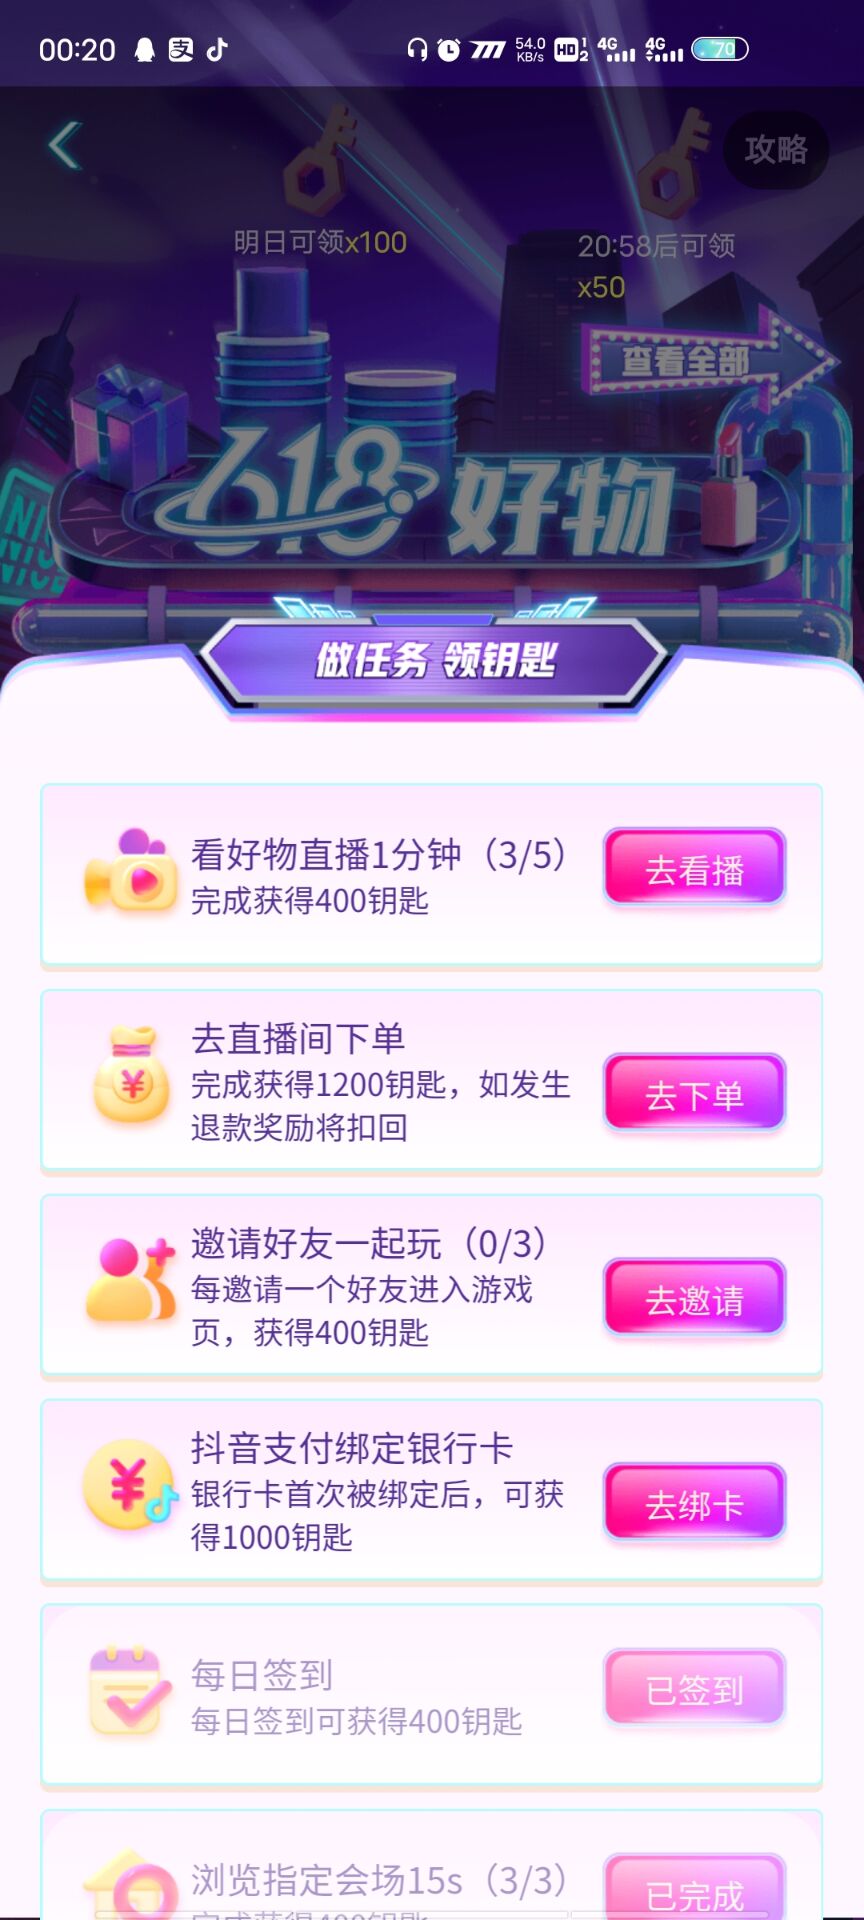 00:20
54.0
KB/s
HD
1
2
4G
4G
70
攻略
明日可领x100
20:58后可领
x50
查看全部
618好物
NICE
做任务 领钥匙
看好物直播1分钟（3/5）
完成获得400钥匙
去看播
去直播间下单
完成获得1200钥匙，如发生
退款奖励将扣回
去下单
邀请好友一起玩（0/3）
每邀请一个好友进入游戏
页，获得400钥匙
去邀请
抖音支付绑定银行卡
银行卡首次被绑定后，可获
得1000钥匙
去绑卡
每日签到
每日签到可获得400钥匙
已签到
浏览指定会场15s（3/3）
已完成